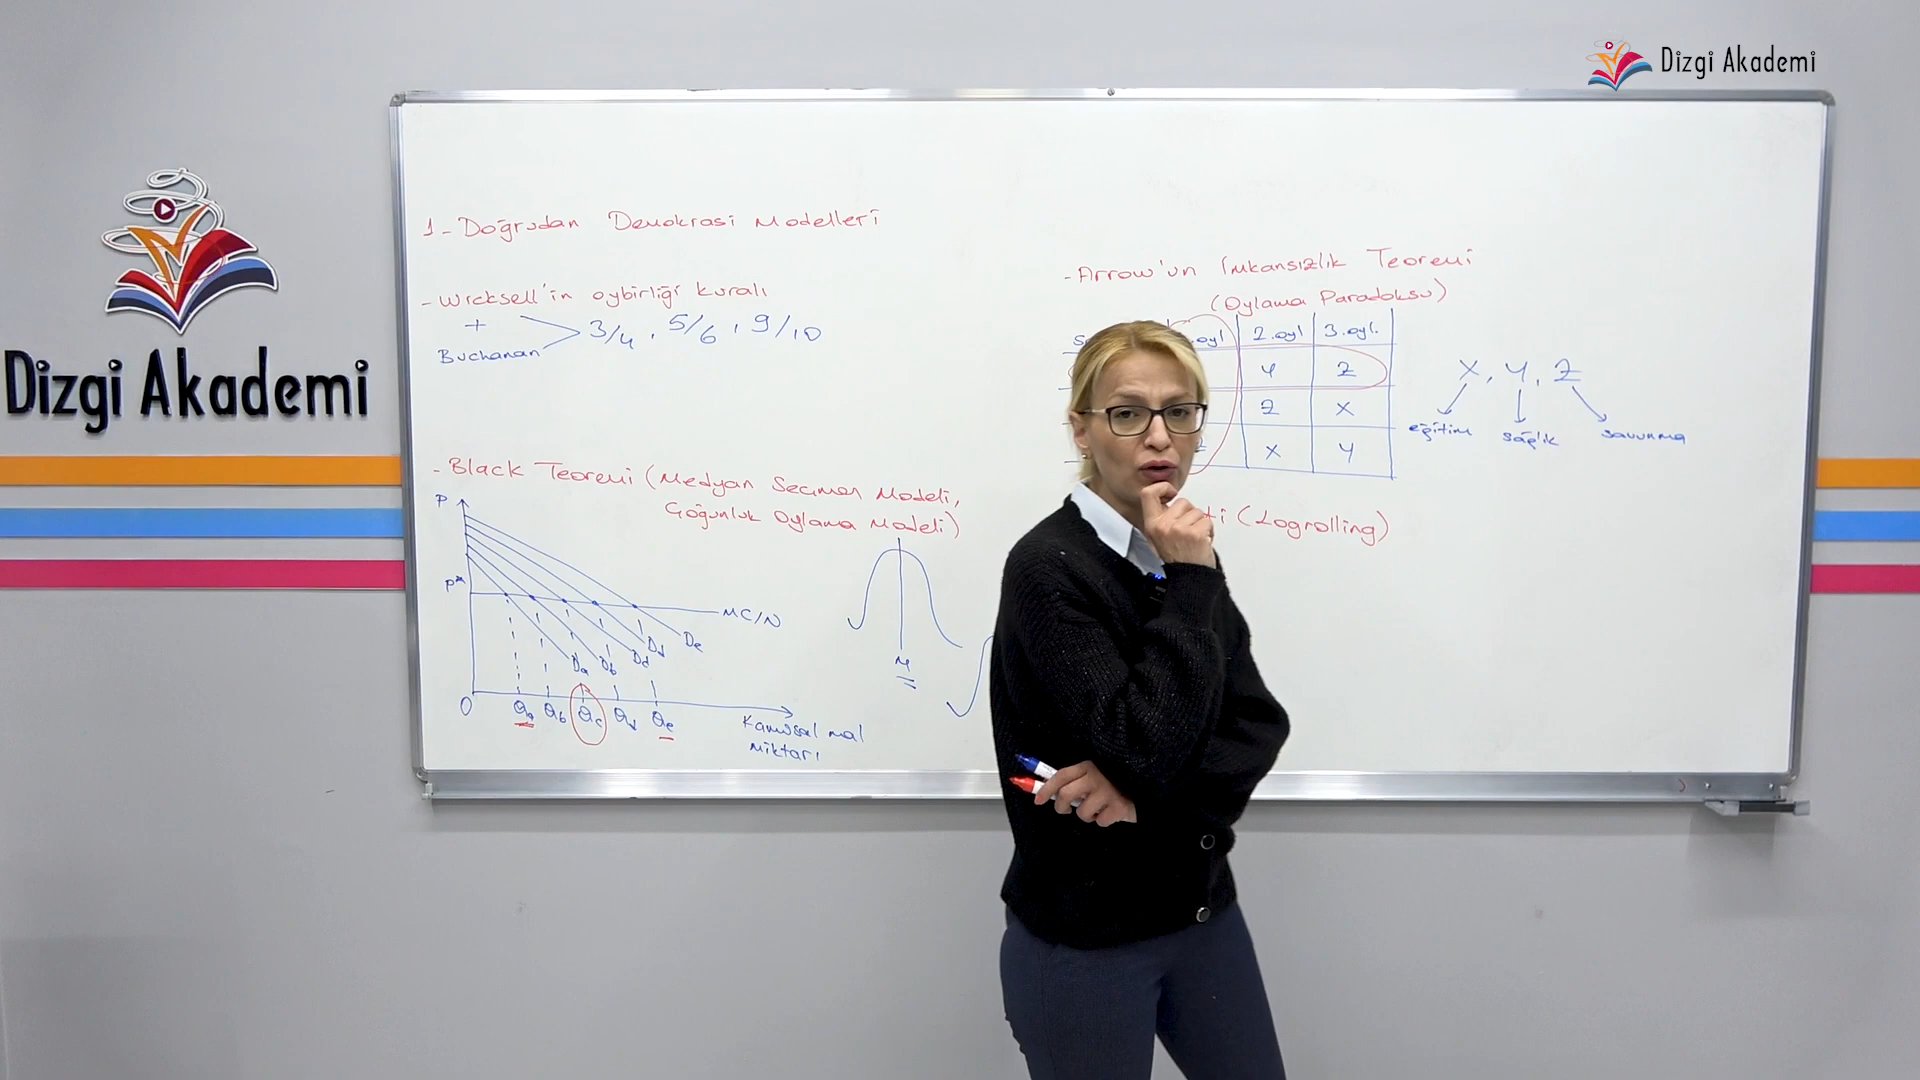 Dizgi Akademi
Dizgi Akademi
1- Doğrudan Demokrasi Modelleri
- Wicksell'in oybirliği kuralı
+
Buchanan
3/4, 5/6, 9/10
- Black Teoremi (Medyan Seçmen Modeli,
Çoğunluk Oylama Modeli)
P
P*
MC/N
De
Dd
Dd
Db
Da
0
Qa Qb Qc Qd Qe
Kamusal mal
miktarı
M
- Arrow'un İmkansızlık Teoremi
(Oylama Paradoksu)
2.oyl 3.oyl.
y z
z x
x y
x, y, z
eğitim sağlık savunma
(Logrolling)